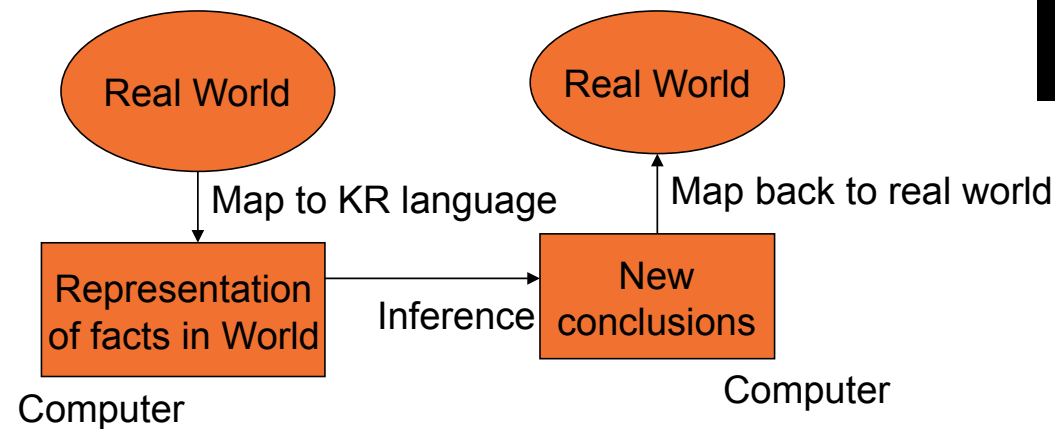 Real World
Real World
Map to KR language
Map back to real world
Representation
of facts in World
Inference
New
conclusions
Computer
Computer